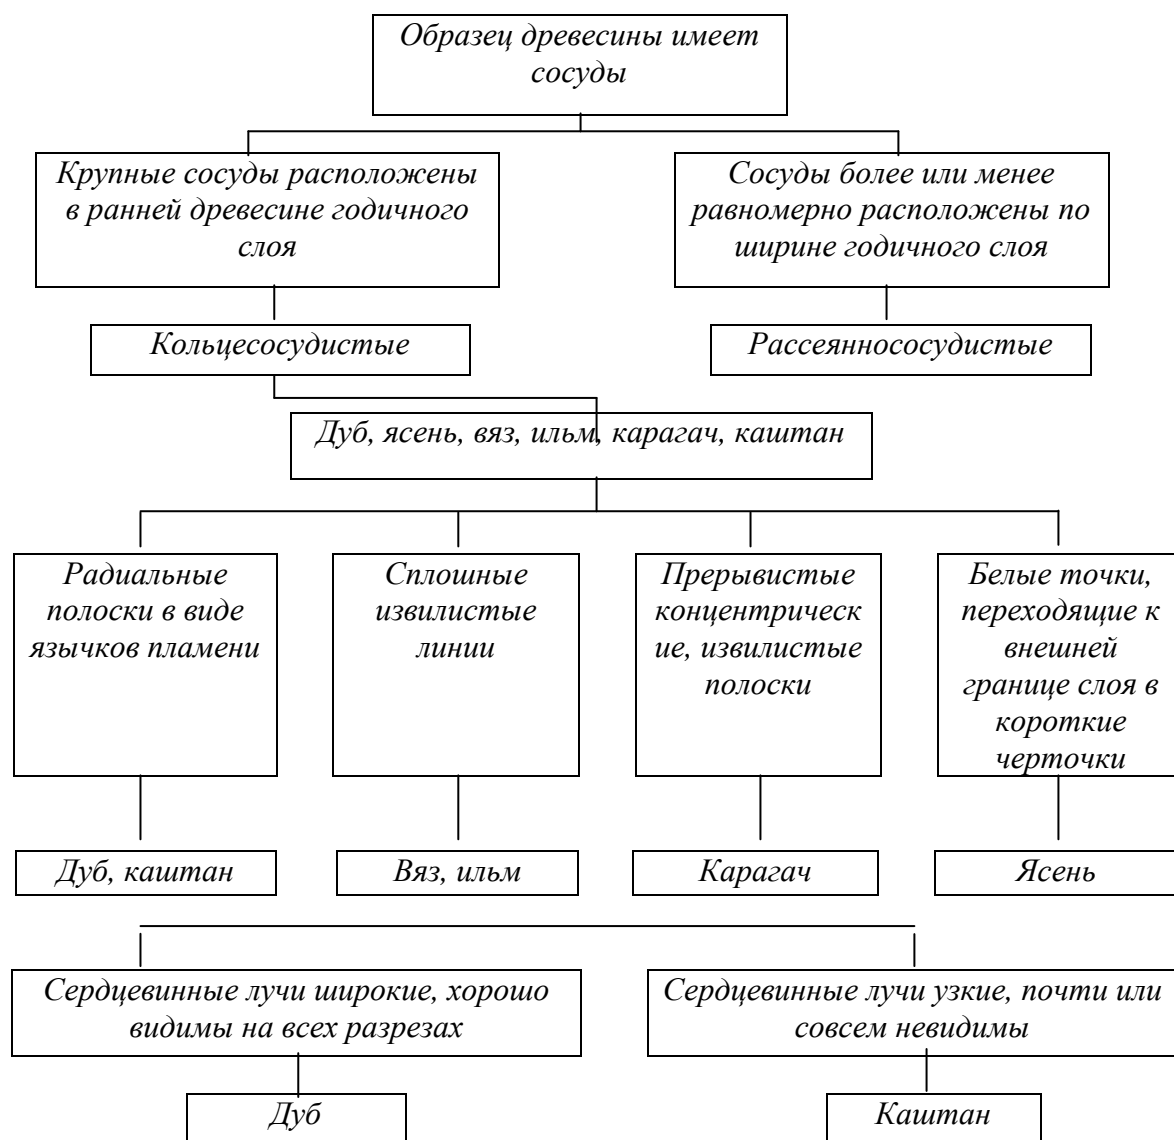 Образец древесины имеет
сосуды
Крупные сосуды расположены
в ранней древесине годичного
слоя
Сосуды более или менее
равномерно расположены по
ширине годичного слоя
Кольцесосудистые
Рассеяннососудистые
Дуб, ясень, вяз, ильм, карагач, каштан
Радиальные
полоски в виде
язычков пламени
Сплошные
извилистые
линии
Прерывистые
концентрическ
ие, извилистые
полоски
Белые точки,
переходящие к
внешней
границе слоя в
короткие
черточки
Дуб, каштан
Вяз, ильм
Карагач
Ясень
Сердцевинные лучи широкие, хорошо
видимы на всех разрезах
Сердцевинные лучи узкие, почти или
совсем невидимы
Дуб
Каштан